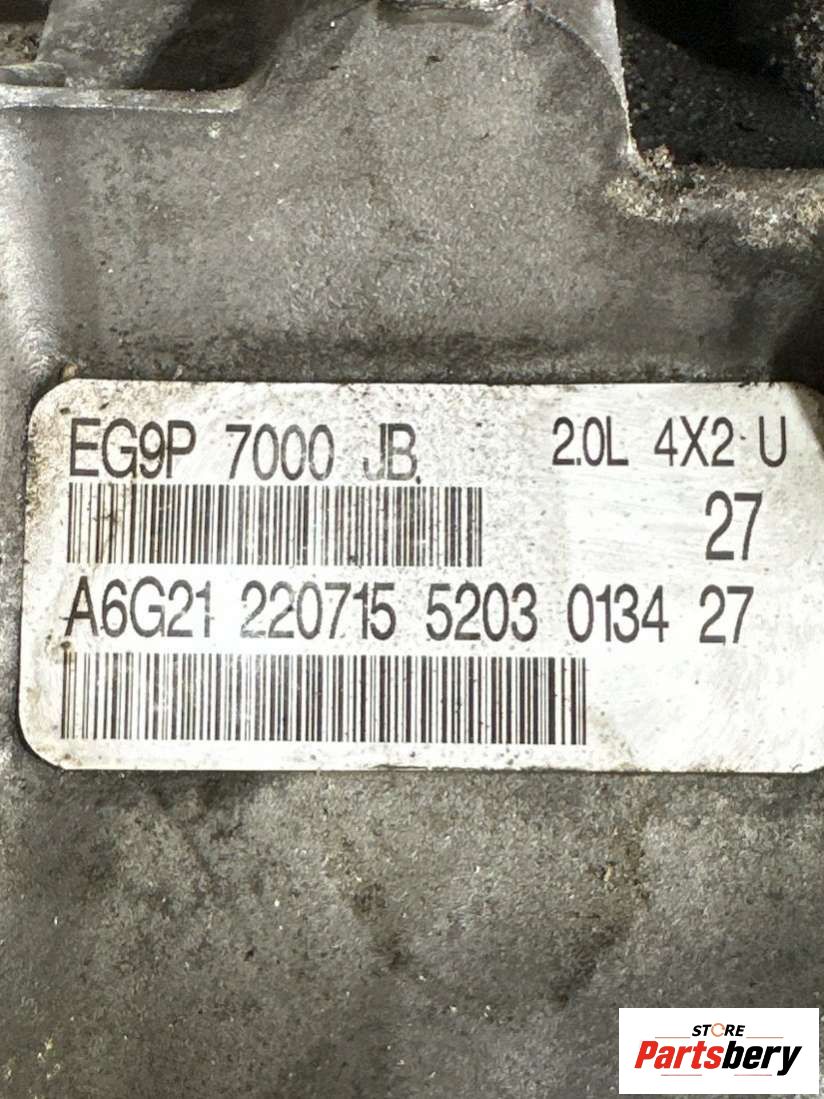 EG9P 7000 JB 2.0L 4X2 U
27
A6G21 220715 5203 0134 27
STORE
Partsbery